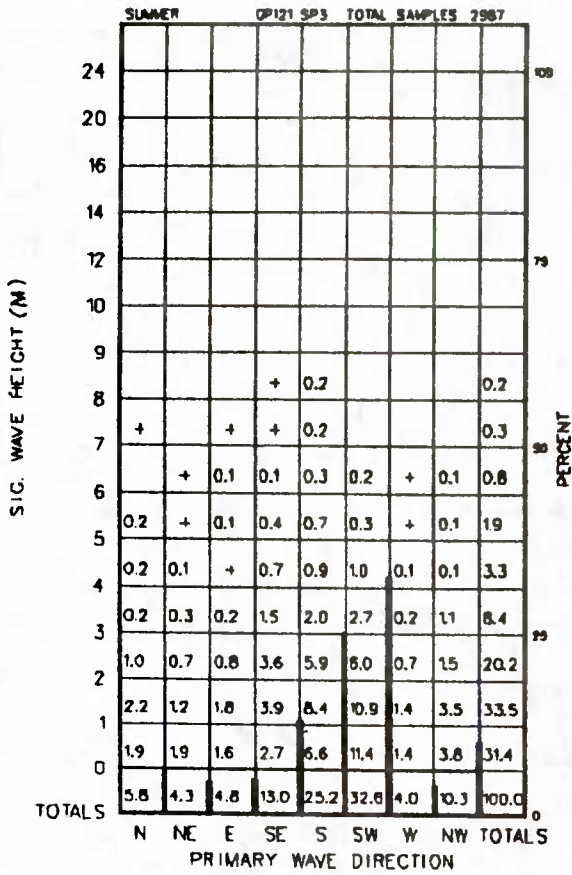 SUMMER GP121 SP3 TOTAL SAMPLES 2987
24
20
16
14
12
10
9
+ 0.2 0.2
8
+ + + 0.2 0.3
7
+ 0.1 0.1 0.3 0.2 + 0.1 0.8
6
0.2 + 0.1 0.4 0.7 0.3 + 0.1 1.9
5
0.2 0.1 + 0.7 0.9 1.0 0.1 0.1 3.3
4
0.2 0.3 0.2 1.5 2.0 2.7 0.2 1.1 8.4
3
1.0 0.7 0.8 3.6 5.9 6.0 0.7 1.5 20.2
2
2.2 1.2 1.8 3.9 8.4 10.9 1.4 3.5 33.5
1
1.9 1.9 1.6 2.7 6.6 11.4 1.4 3.8 31.4
0
TOTALS 5.8 4.3 4.8 13.0 25.2 32.6 4.0 10.3 100.0 0
N NE E SE S SW W NW TOTALS
PRIMARY WAVE DIRECTION
SIG. WAVE HEIGHT (M)
PERCENT